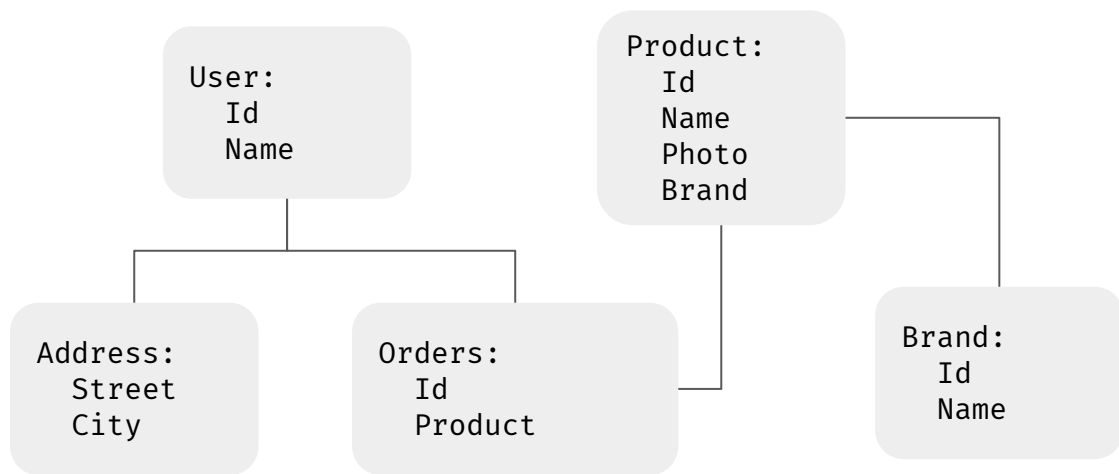 User:
Id
Name
Product:
Id
Name
Photo
Brand
Address:
Street
City
Orders:
Id
Product
Brand:
Id
Name